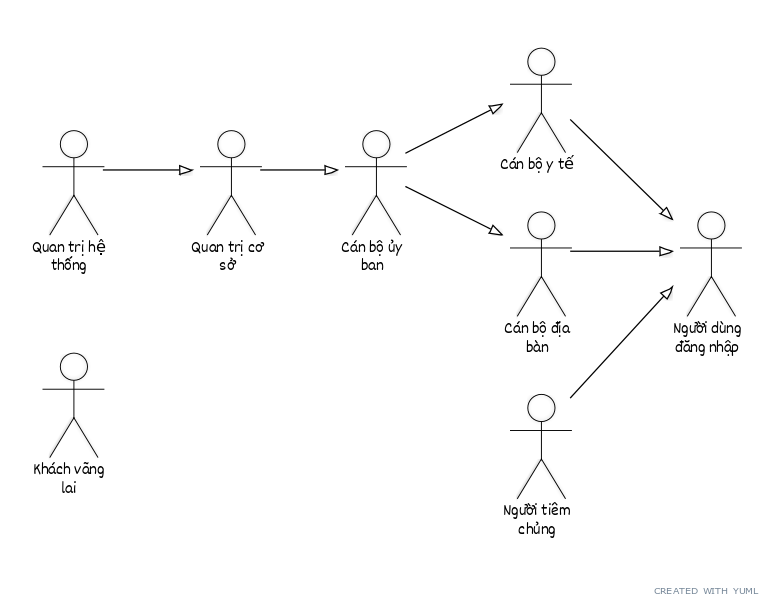 Cán bộ y tế
Quan trị hệ
thống
Quan trị cơ
sở
Cán bộ ủy
ban
Cán bộ địa
bàn
Người dùng
đăng nhập
Khách vãng
lai
Người tiêm
chủng
CREATED WITH YUML